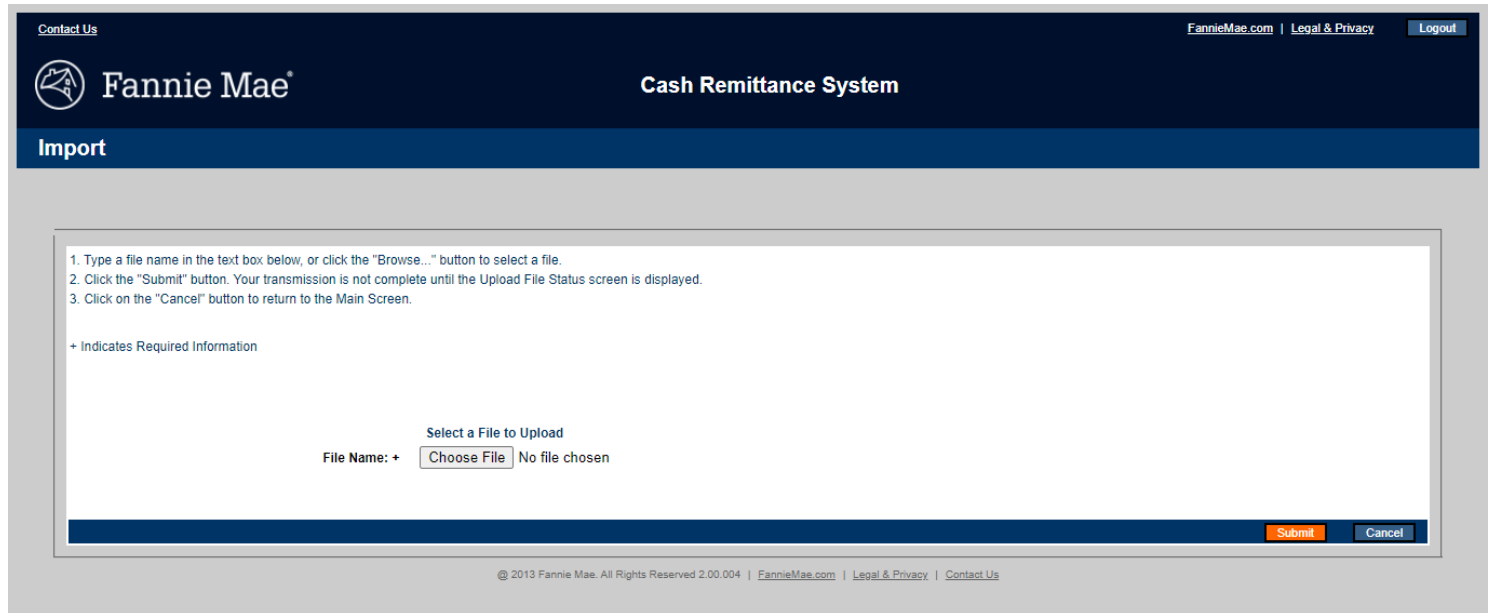 Contact Us
FannieMae.com | Legal & Privacy Logout
Fannie Mae®
Cash Remittance System
Import
1. Type a file name in the text box below, or click the "Browse..." button to select a file.
2. Click the "Submit" button. Your transmission is not complete until the Upload File Status screen is displayed.
3. Click on the "Cancel" button to return to the Main Screen.
+ Indicates Required Information
Select a File to Upload
File Name: + Choose File No file chosen
Submit Cancel
@ 2013 Fannie Mae. All Rights Reserved 2.00.004 | FannieMae.com | Legal & Privacy | Contact Us